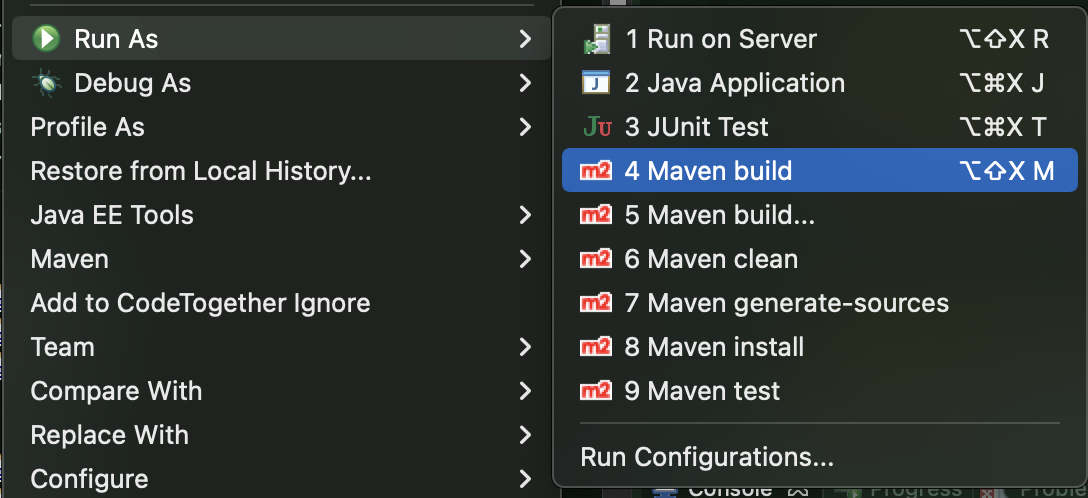 Run As
Debug As
Profile As
Restore from Local History...
Java EE Tools
Maven
Add to CodeTogether Ignore
Team
Compare With
Replace With
Configure
1 Run on Server ⌥⇧X R
2 Java Application ⌥⌘X J
JU 3 JUnit Test ⌥⌘X T
m2 4 Maven build ⌥⇧X M
m2 5 Maven build...
m2 6 Maven clean
m2 7 Maven generate-sources
m2 8 Maven install
m2 9 Maven test
Run Configurations...
Console Progress